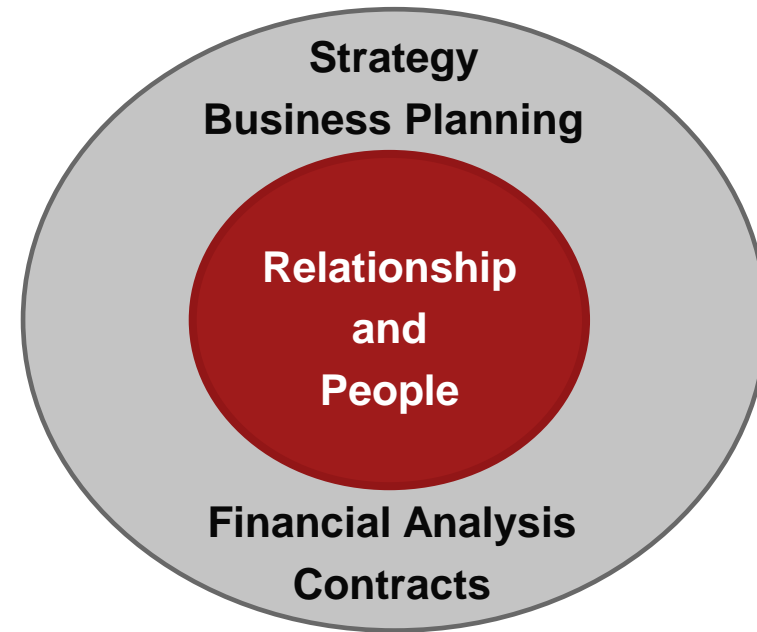 Strategy
Business Planning
Relationship
and
People
Financial Analysis
Contracts